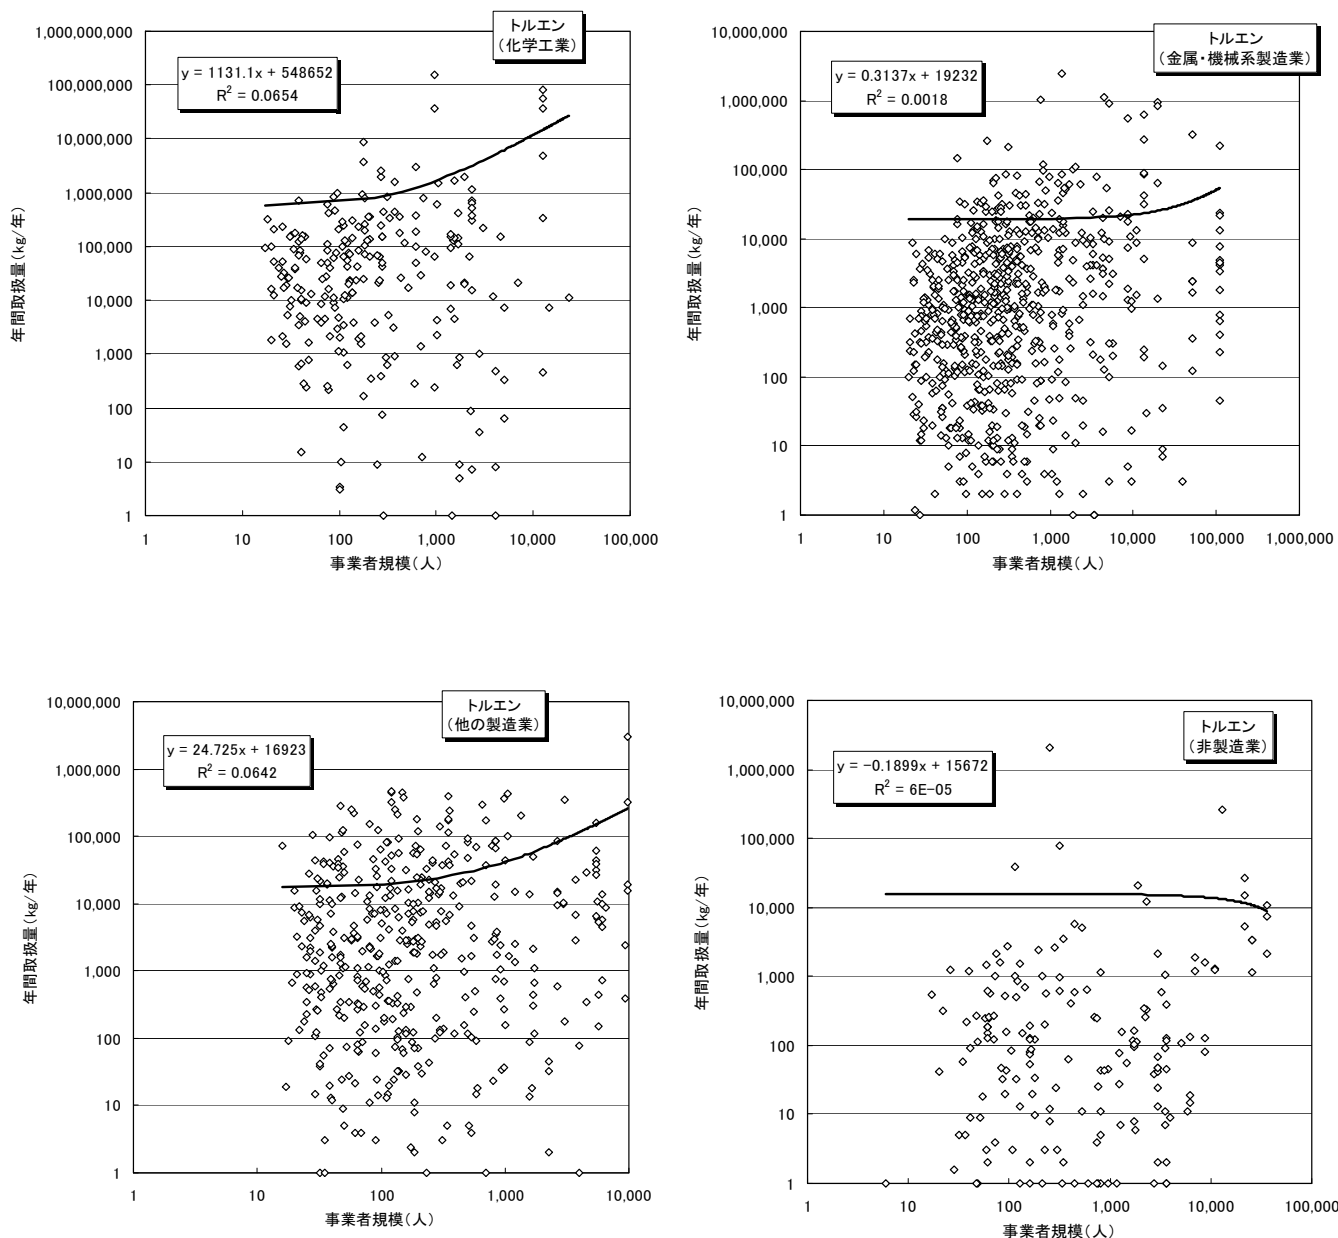 トルエン
(化学工業)
y = 1131.1x + 548652
R² = 0.0654
1,000,000,000
100,000,000
10,000,000
1,000,000
100,000
10,000
1,000
100
10
1
年間取扱量(kg/年)
1 10 100 1,000 10,000 100,000
事業者規模(人)
トルエン
(金属・機械系製造業)
y = 0.3137x + 19232
R² = 0.0018
10,000,000
1,000,000
100,000
10,000
1,000
100
10
1
年間取扱量(kg/年)
1 10 100 1,000 10,000 100,000 1,000,000
事業者規模(人)
トルエン
(他の製造業)
y = 24.725x + 16923
R² = 0.0642
10,000,000
1,000,000
100,000
10,000
1,000
100
10
1
年間取扱量(kg/年)
1 10 100 1,000 10,000
事業者規模(人)
トルエン
(非製造業)
y = -0.1899x + 15672
R² = 6E-05
10,000,000
1,000,000
100,000
10,000
1,000
100
10
1
年間取扱量(kg/年)
1 10 100 1,000 10,000 100,000
事業者規模(人)